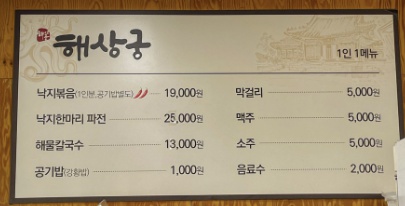 해상궁
1인 1메뉴
낙지볶음(1인분,공기밥별도) 19,000원
낙지한마리 파전 25,000원
해물칼국수 13,000원
공기밥(강황밥) 1,000원
막걸리 5,000원
맥주 5,000원
소주 5,000원
음료수 2,000원